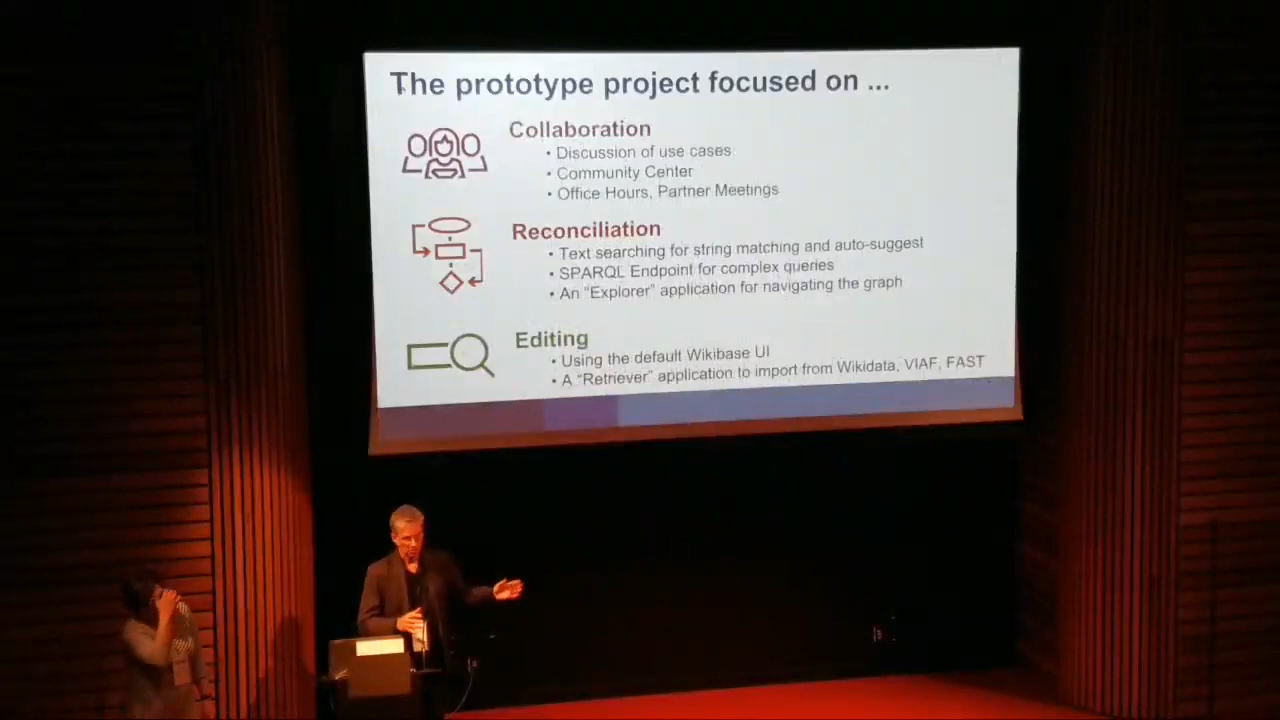 The prototype project focused on ...
Collaboration
• Discussion of use cases
• Community Center
• Office Hours, Partner Meetings
Reconciliation
• Text searching for string matching and auto-suggest
• SPARQL Endpoint for complex queries
• An “Explorer” application for navigating the graph
Editing
• Using the default Wikibase UI
• A “Retriever” application to import from Wikidata, VIAF, FAST